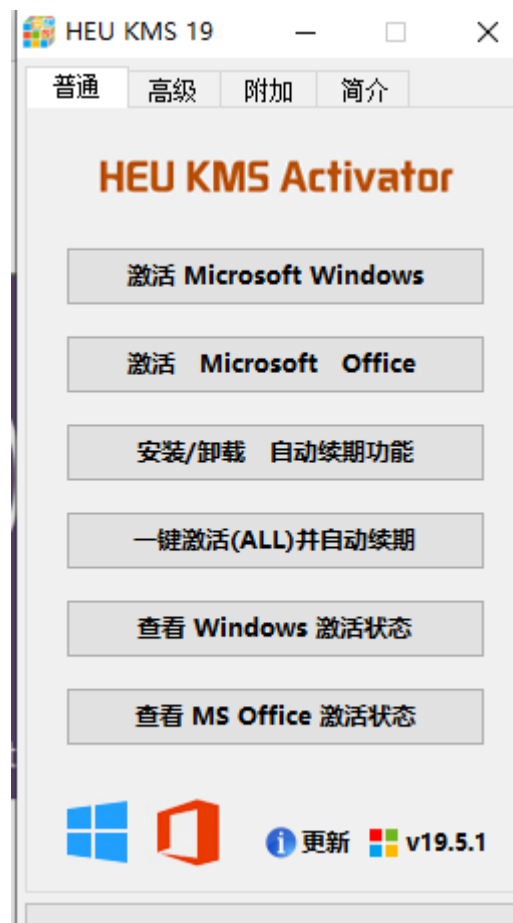 HEU KMS 19
普通 高级 附加 简介
HEU KMS Activator
激活 Microsoft Windows
激活 Microsoft Office
安装/卸载 自动续期功能
一键激活(ALL)并自动续期
查看 Windows 激活状态
查看 MS Office 激活状态
更新 v19.5.1